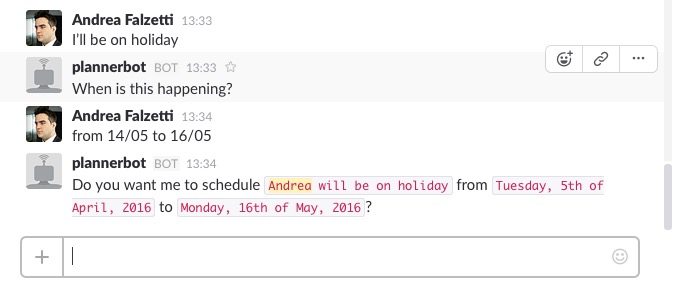 Andrea Falzetti 13:33
I'll be on holiday
plannerbot BOT 13:33
When is this happening?
Andrea Falzetti 13:34
from 14/05 to 16/05
plannerbot BOT 13:34
Do you want me to schedule Andrea will be on holiday from Tuesday, 5th of
April, 2016 to Monday, 16th of May, 2016?